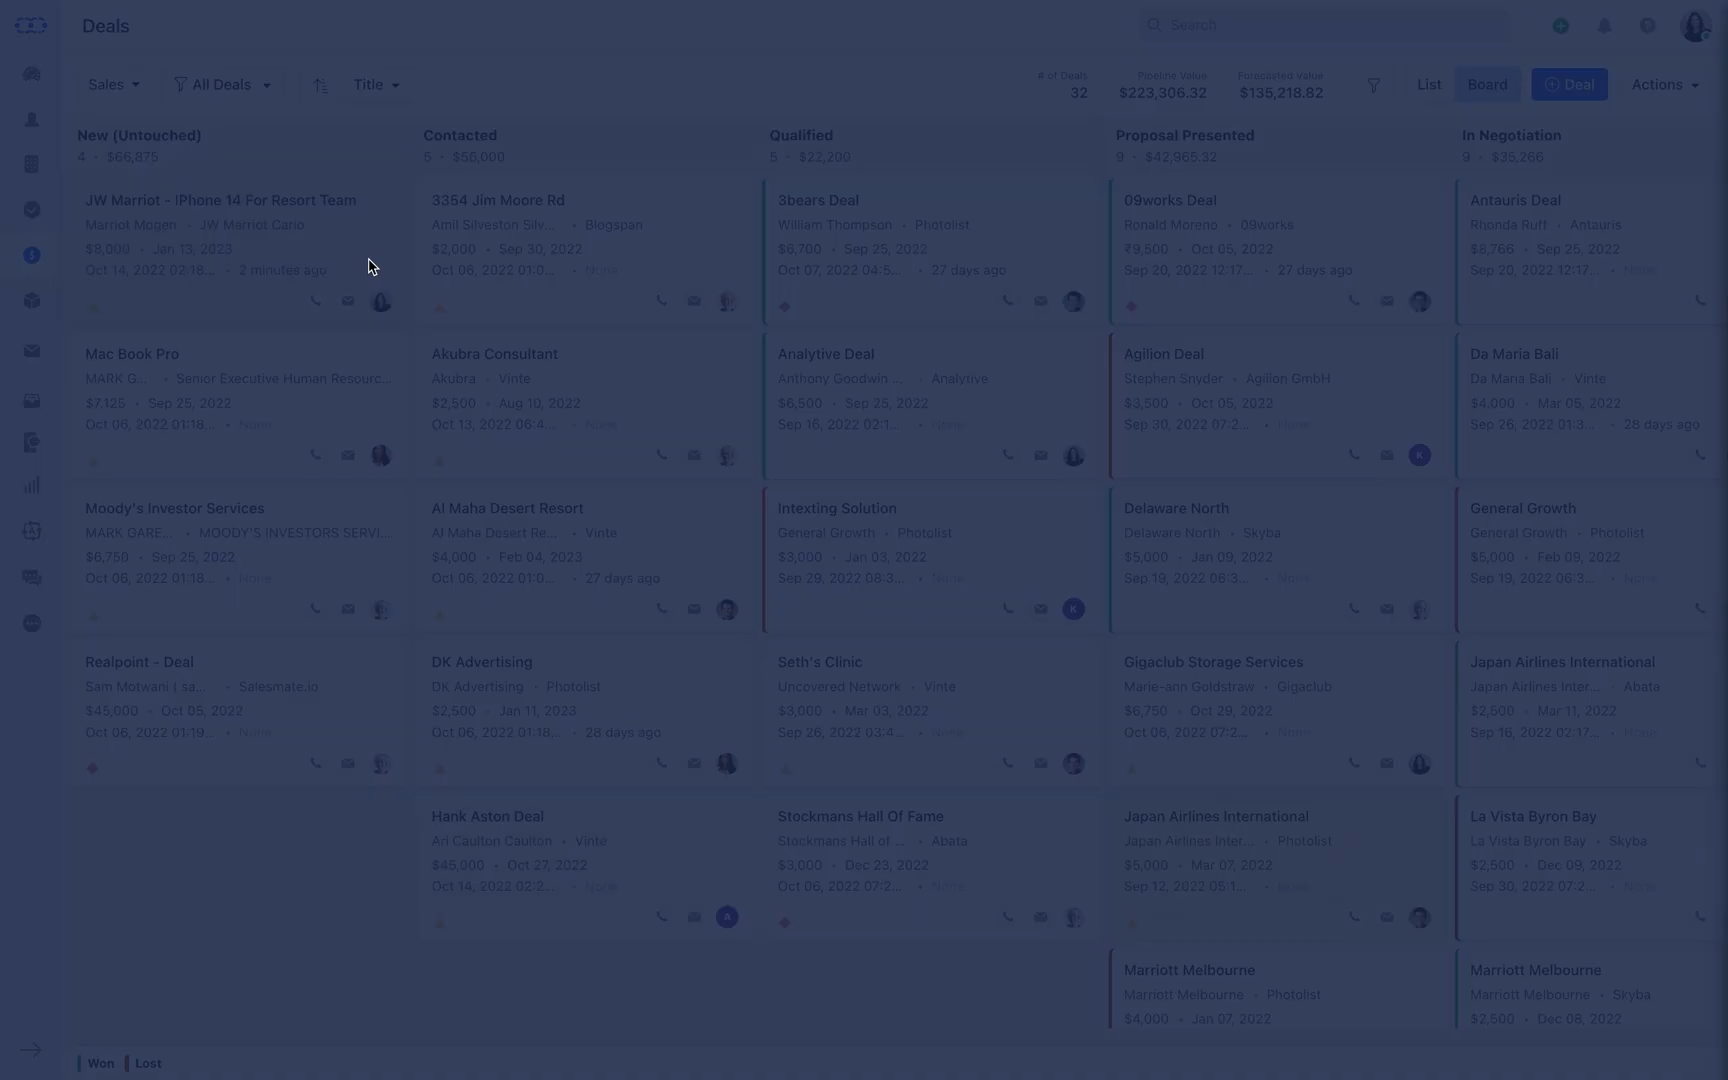 Deals
Search
Sales
All Deals
Title
# of Deals
32
Pipeline Value
$223,306.32
Forecasted Value
$135,218.82
List
Board
Deal
Actions
New (Untouched)
4 · $66,875
JW Marriot - IPhone 14 For Resort Team
Marriot Mogen · JW Marriot Cario
$8,000 · Jan 13, 2023
Oct 14, 2022 02:18... · 2 minutes ago
Mac Book Pro
MARK G... · Senior Executive Human Resourc...
$7,125 · Sep 25, 2022
Oct 06, 2022 01:18... · None
Moody's Investor Services
MARK GARE... · MOODY'S INVESTORS SERVI...
$6,750 · Sep 25, 2022
Oct 06, 2022 01:18... · None
Realpoint - Deal
Sam Motwani | sa... · Salesmate.io
$45,000 · Oct 05, 2022
Oct 06, 2022 01:19... · None
Contacted
5 · $56,000
3354 Jim Moore Rd
Amil Silveston Silv... · Blogspan
$2,000 · Sep 30, 2022
Oct 06, 2022 01:0... · None
Akubra Consultant
Akubra · Vinte
$2,500 · Aug 10, 2022
Oct 13, 2022 06:4... · None
Al Maha Desert Resort
Al Maha Desert Re... · Vinte
$4,000 · Feb 04, 2023
Oct 06, 2022 01:0... · 27 days ago
DK Advertising
DK Advertising · Photolist
$2,500 · Jan 11, 2023
Oct 06, 2022 01:18... · 28 days ago
Hank Aston Deal
Ari Caulton Caulton · Vinte
$45,000 · Oct 27, 2022
Oct 14, 2022 02:2... · None
A
Qualified
5 · $22,200
3bears Deal
William Thompson · Photolist
$6,700 · Sep 25, 2022
Oct 07, 2022 04:5... · 27 days ago
Analytive Deal
Anthony Goodwin ... · Analytive
$6,500 · Sep 25, 2022
Sep 16, 2022 02:1... · None
Intexting Solution
General Growth · Photolist
$3,000 · Jan 03, 2022
Sep 29, 2022 08:3... · None
K
Seth's Clinic
Uncovered Network · Vinte
$3,000 · Mar 03, 2022
Sep 26, 2022 03:4... · None
Stockmans Hall Of Fame
Stockmans Hall of ... · Abata
$3,000 · Dec 23, 2022
Oct 06, 2022 07:2... · None
Proposal Presented
9 · $42,965.32
09works Deal
Ronald Moreno · 09works
₹9,500 · Oct 05, 2022
Sep 20, 2022 12:17... · 27 days ago
Agilion Deal
Stephen Snyder · Agilion GmbH
$3,500 · Oct 05, 2022
Sep 30, 2022 07:2... · None
K
Delaware North
Delaware North · Skyba
$5,000 · Jan 09, 2022
Sep 19, 2022 06:3... · None
Gigaclub Storage Services
Marie-ann Goldstraw · Gigaclub
$6,750 · Oct 29, 2022
Oct 06, 2022 07:2... · None
Japan Airlines International
Japan Airlines Inter... · Photolist
$5,000 · Mar 07, 2022
Sep 12, 2022 05:1... · None
Marriott Melbourne
Marriott Melbourne · Photolist
$4,000 · Jan 07, 2022
In Negotiation
9 · $35,266
Antauris Deal
Rhonda Ruff · Antauris
$8,766 · Sep 25, 2022
Sep 20, 2022 12:17... · None
Da Maria Bali
Da Maria Bali · Vinte
$4,000 · Mar 05, 2022
Sep 26, 2022 01:3... · 28 days ago
General Growth
General Growth · Photolist
$5,000 · Feb 09, 2022
Sep 19, 2022 06:3... · None
Japan Airlines International
Japan Airlines Inter... · Abata
$2,500 · Mar 11, 2022
Sep 16, 2022 02:17... · None
La Vista Byron Bay
La Vista Byron Bay · Skyba
$2,500 · Dec 09, 2022
Sep 30, 2022 07:2... · None
Marriott Melbourne
Marriott Melbourne · Skyba
$2,500 · Dec 08, 2022
Won
Lost